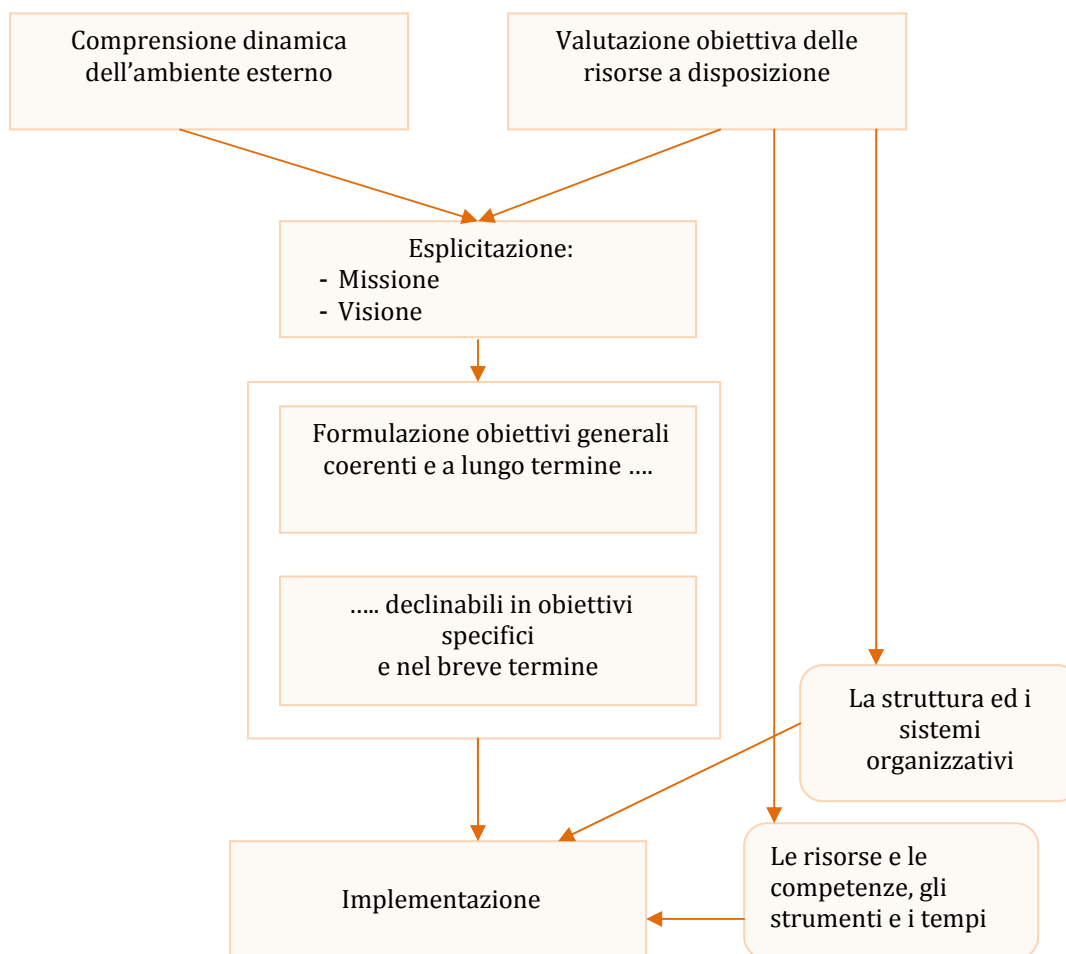 Comprensione dinamica
dell’ambiente esterno
Valutazione obiettiva delle
risorse a disposizione
Esplicitazione:
- Missione
- Visione
Formulazione obiettivi generali
coerenti e a lungo termine ….
….. declinabili in obiettivi
specifici
e nel breve termine
La struttura ed i
sistemi
organizzativi
Implementazione
Le risorse e le
competenze, gli
strumenti e i tempi